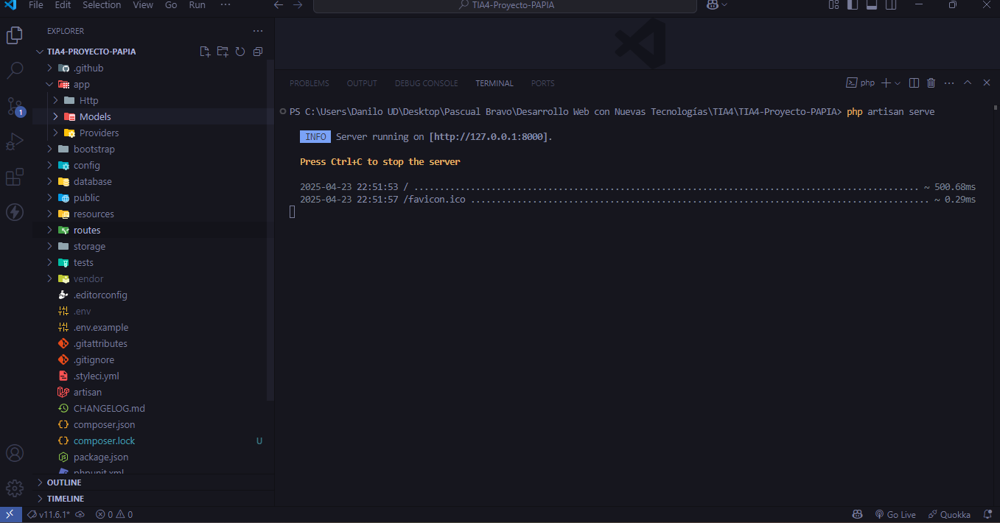 File Edit Selection View Go Run ··· TIA4-Proyecto-PAPIA
EXPLORER
TIA4-PROYECTO-PAPIA
.github
app
Http
Models
Providers
bootstrap
config
database
public
resources
routes
storage
tests
vendor
.editorconfig
.env
.env.example
.gitattributes
.gitignore
.styleci.yml
artisan
CHANGELOG.md
composer.json
composer.lock U
package.json
phpunit.xml
OUTLINE
TIMELINE
PROBLEMS OUTPUT DEBUG CONSOLE TERMINAL PORTS php
PS C:\Users\Danilo UD\Desktop\Pascual Bravo\Desarrollo Web con Nuevas Tecnologías\TIA4\TIA4-Proyecto-PAPIA> php artisan serve
INFO Server running on [http://127.0.0.1:8000].
Press Ctrl+C to stop the server
2025-04-23 22:51:53 / .................................................................................................. ~ 500.68ms
2025-04-23 22:51:57 /favicon.ico ......................................................................................... ~ 0.29ms
1
v11.6.1* 0 0 Go Live Quokka